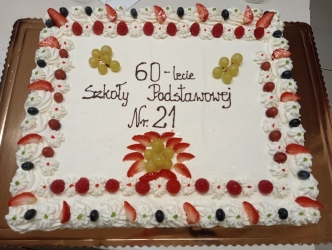 60-lecie
Szkoły Podstawowej
Nr. 21